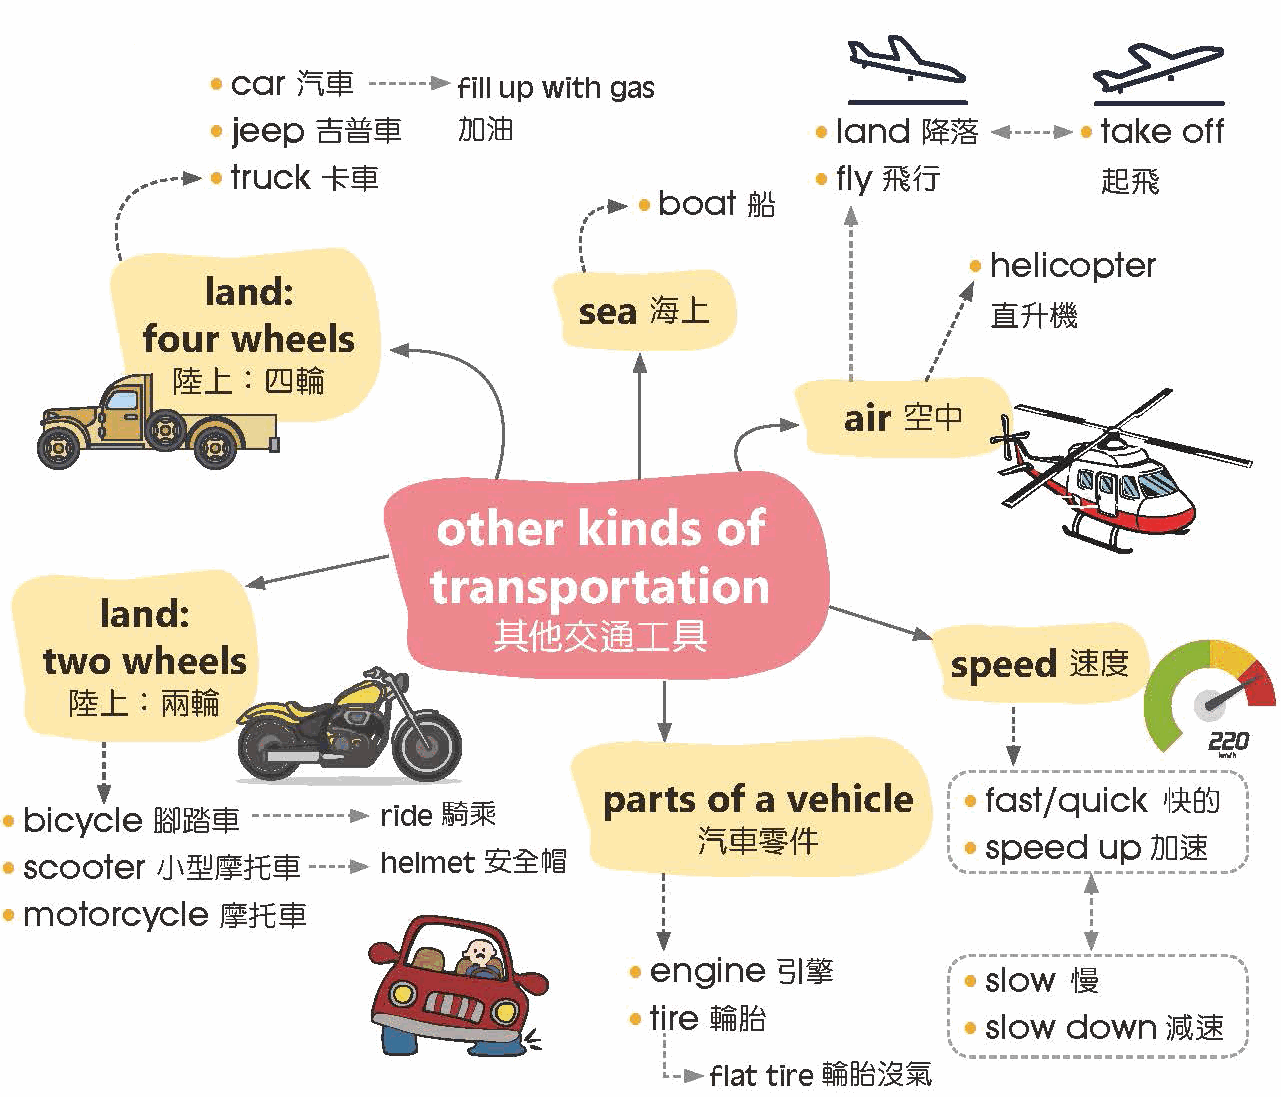 car 汽車
fill up with gas
加油
jeep 吉普車
truck 卡車
land:
four wheels
陸上：四輪
boat 船
sea 海上
land 降落
take off
起飛
fly 飛行
helicopter
直升機
air 空中
other kinds of
transportation
其他交通工具
land:
two wheels
陸上：兩輪
bicycle 腳踏車
ride 騎乘
scooter 小型摩托車
helmet 安全帽
motorcycle 摩托車
parts of a vehicle
汽車零件
engine 引擎
tire 輪胎
flat tire 輪胎沒氣
speed 速度
220
km/h
fast/quick 快的
speed up 加速
slow 慢
slow down 減速